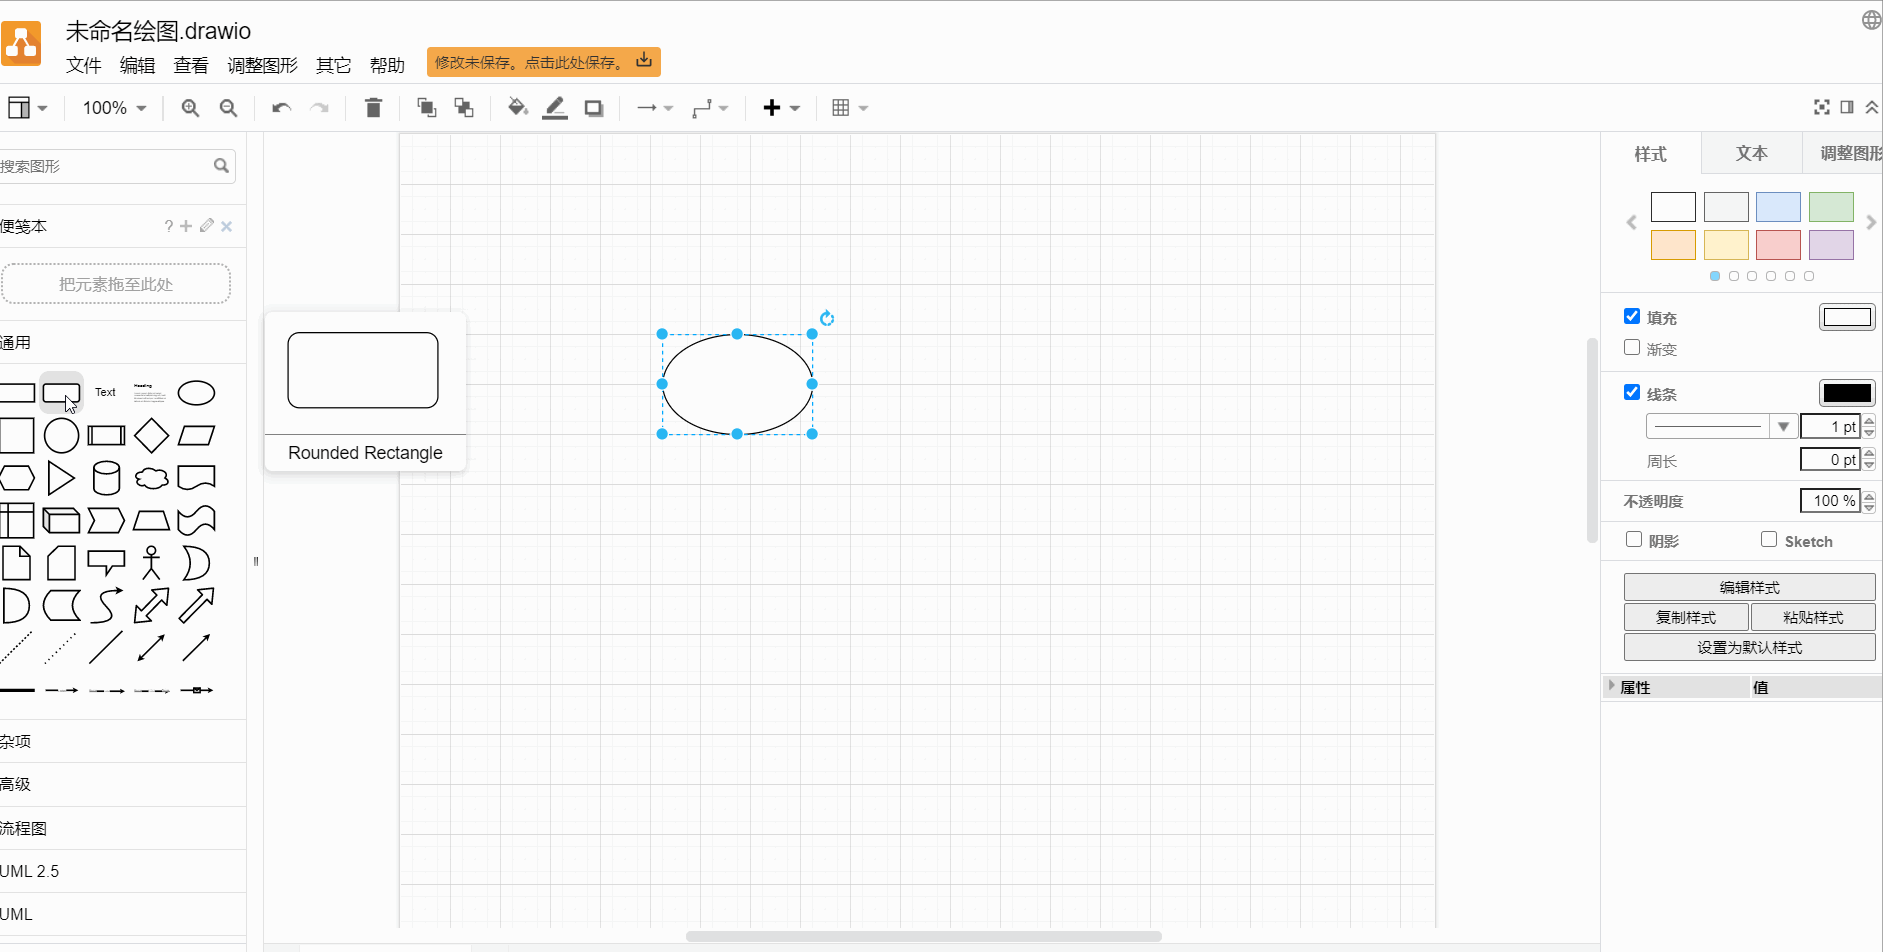 未命名绘图.drawio
文件 编辑 查看 调整图形 其它 帮助 修改未保存。点击此处保存。
100%
搜索图形
便笺本 ?
把元素拖至此处
通用
Text
Heading
Rounded Rectangle
杂项
高级
流程图
UML 2.5
UML
样式 文本 调整图形
填充
渐变
线条
1 pt
周长 0 pt
不透明度 100 %
阴影 Sketch
编辑样式
复制样式 粘贴样式
设置为默认样式
属性 值